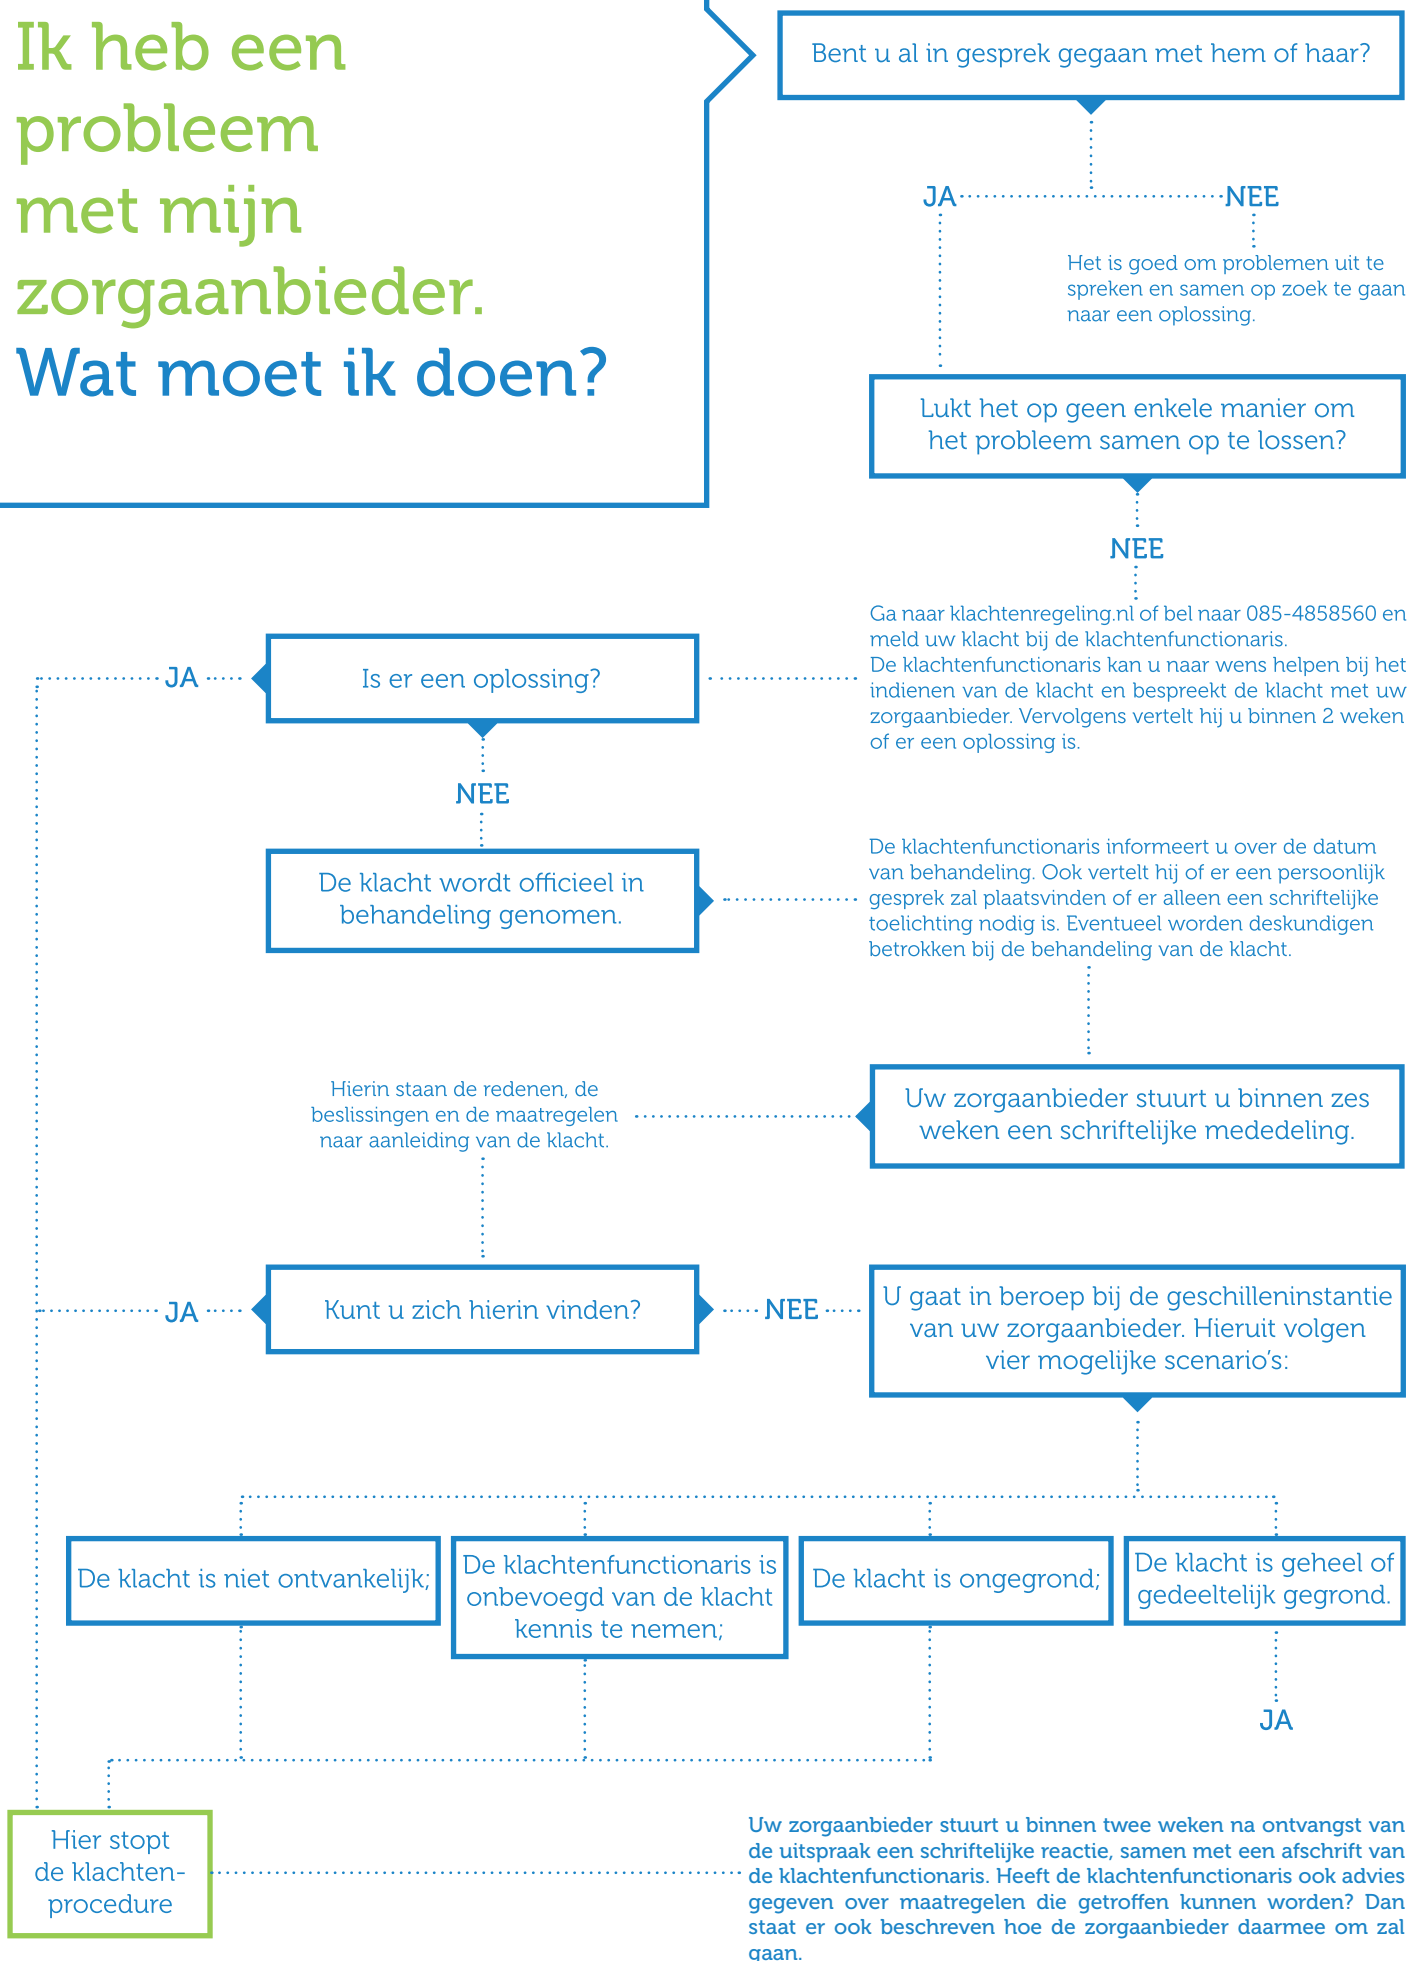 Ik heb een
probleem
met mijn
zorgaanbieder.
Wat moet ik doen?
Bent u al in gesprek gegaan met hem of haar?
JA
NEE
Het is goed om problemen uit te
spreken en samen op zoek te gaan
naar een oplossing.
Lukt het op geen enkele manier om
het probleem samen op te lossen?
NEE
Ga naar klachtenregeling.nl of bel naar 085-4858560 en
meld uw klacht bij de klachtenfunctionaris.
De klachtenfunctionaris kan u naar wens helpen bij het
indienen van de klacht en bespreekt de klacht met uw
zorgaanbieder. Vervolgens vertelt hij u binnen 2 weken
of er een oplossing is.
Is er een oplossing?
JA
NEE
De klacht wordt officieel in
behandeling genomen.
De klachtenfunctionaris informeert u over de datum
van behandeling. Ook vertelt hij of er een persoonlijk
gesprek zal plaatsvinden of er alleen een schriftelijke
toelichting nodig is. Eventueel worden deskundigen
betrokken bij de behandeling van de klacht.
Uw zorgaanbieder stuurt u binnen zes
weken een schriftelijke mededeling.
Hierin staan de redenen, de
beslissingen en de maatregelen
naar aanleiding van de klacht.
Kunt u zich hierin vinden?
JA
NEE
U gaat in beroep bij de geschilleninstantie
van uw zorgaanbieder. Hieruit volgen
vier mogelijke scenario's:
De klacht is niet ontvankelijk;
De klachtenfunctionaris is
onbevoegd van de klacht
kennis te nemen;
De klacht is ongegrond;
De klacht is geheel of
gedeeltelijk gegrond.
JA
Hier stopt
de klachten-
procedure
Uw zorgaanbieder stuurt u binnen twee weken na ontvangst van
de uitspraak een schriftelijke reactie, samen met een afschrift van
de klachtenfunctionaris. Heeft de klachtenfunctionaris ook advies
gegeven over maatregelen die getroffen kunnen worden? Dan
staat er ook beschreven hoe de zorgaanbieder daarmee om zal
gaan.